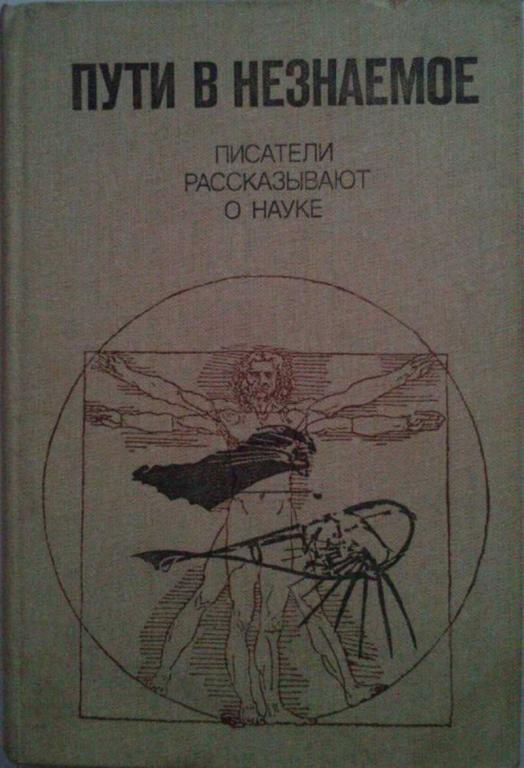 ПУТИ В НЕЗНАЕМОЕ
ПИСАТЕЛИ
РАССКАЗЫВАЮТ
О НАУКЕ